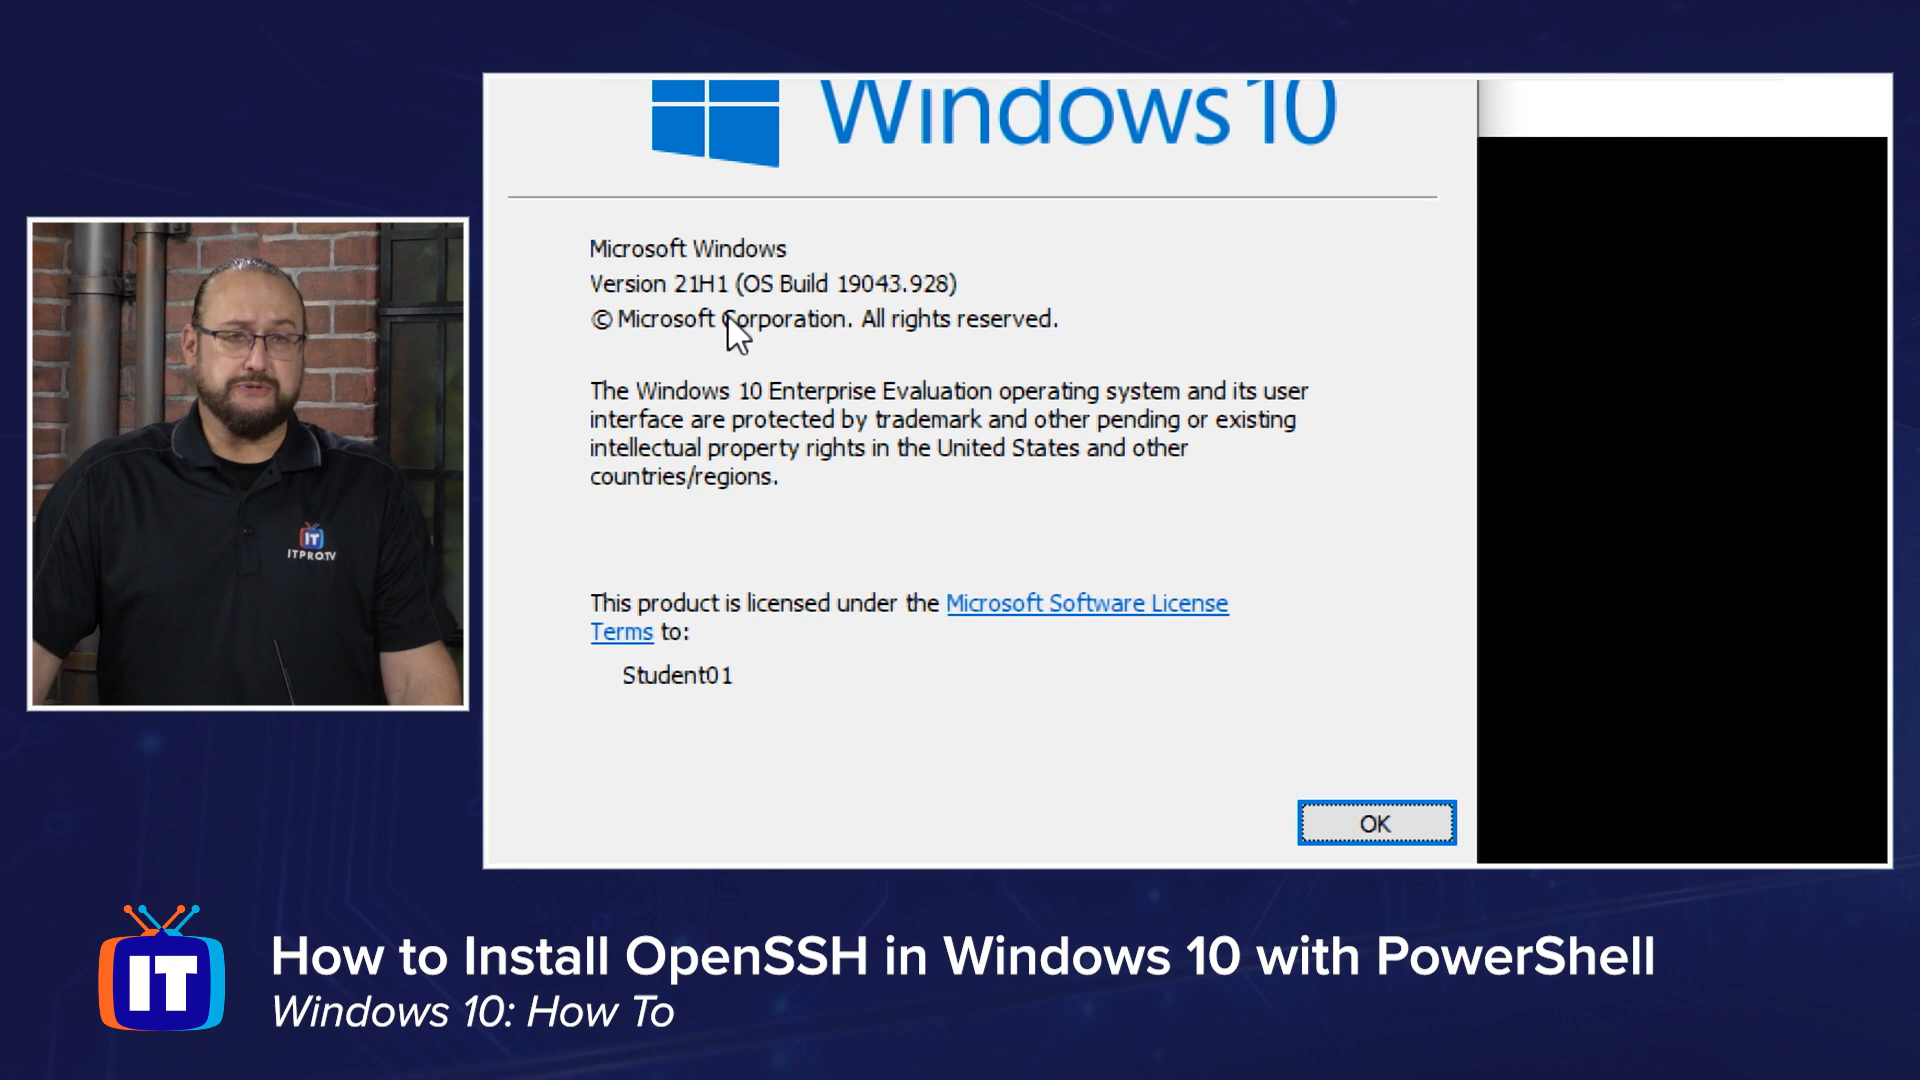 Windows 10
Microsoft Windows
Version 21H1 (OS Build 19043.928)
© Microsoft Corporation. All rights reserved.
The Windows 10 Enterprise Evaluation operating system and its user
interface are protected by trademark and other pending or existing
intellectual property rights in the United States and other
countries/regions.
This product is licensed under the Microsoft Software License
Terms to:
Student01
OK
IT
ITPRO.TV
IT
How to Install OpenSSH in Windows 10 with PowerShell
Windows 10: How To